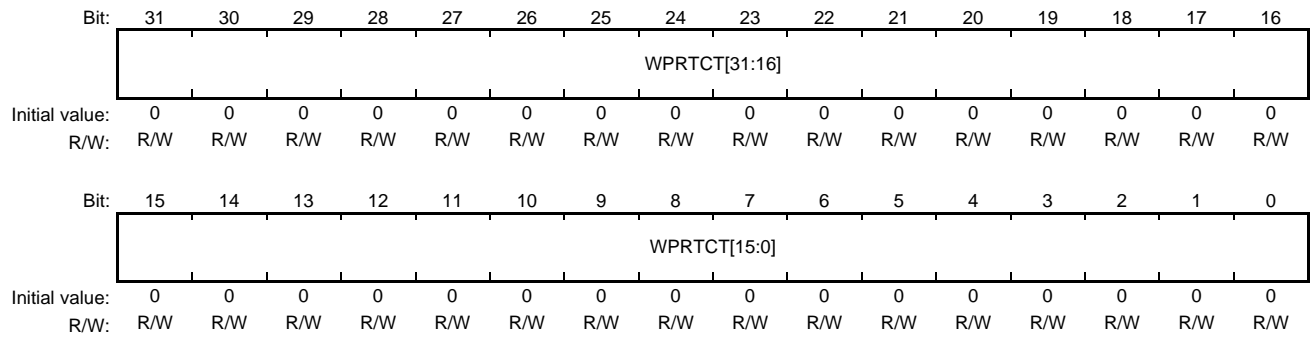 Bit: 31 30 29 28 27 26 25 24 23 22 21 20 19 18 17 16
WPRTCT[31:16]
Initial value: 0 0 0 0 0 0 0 0 0 0 0 0 0 0 0 0
R/W: R/W R/W R/W R/W R/W R/W R/W R/W R/W R/W R/W R/W R/W R/W R/W R/W
Bit: 15 14 13 12 11 10 9 8 7 6 5 4 3 2 1 0
WPRTCT[15:0]
Initial value: 0 0 0 0 0 0 0 0 0 0 0 0 0 0 0 0
R/W: R/W R/W R/W R/W R/W R/W R/W R/W R/W R/W R/W R/W R/W R/W R/W R/W